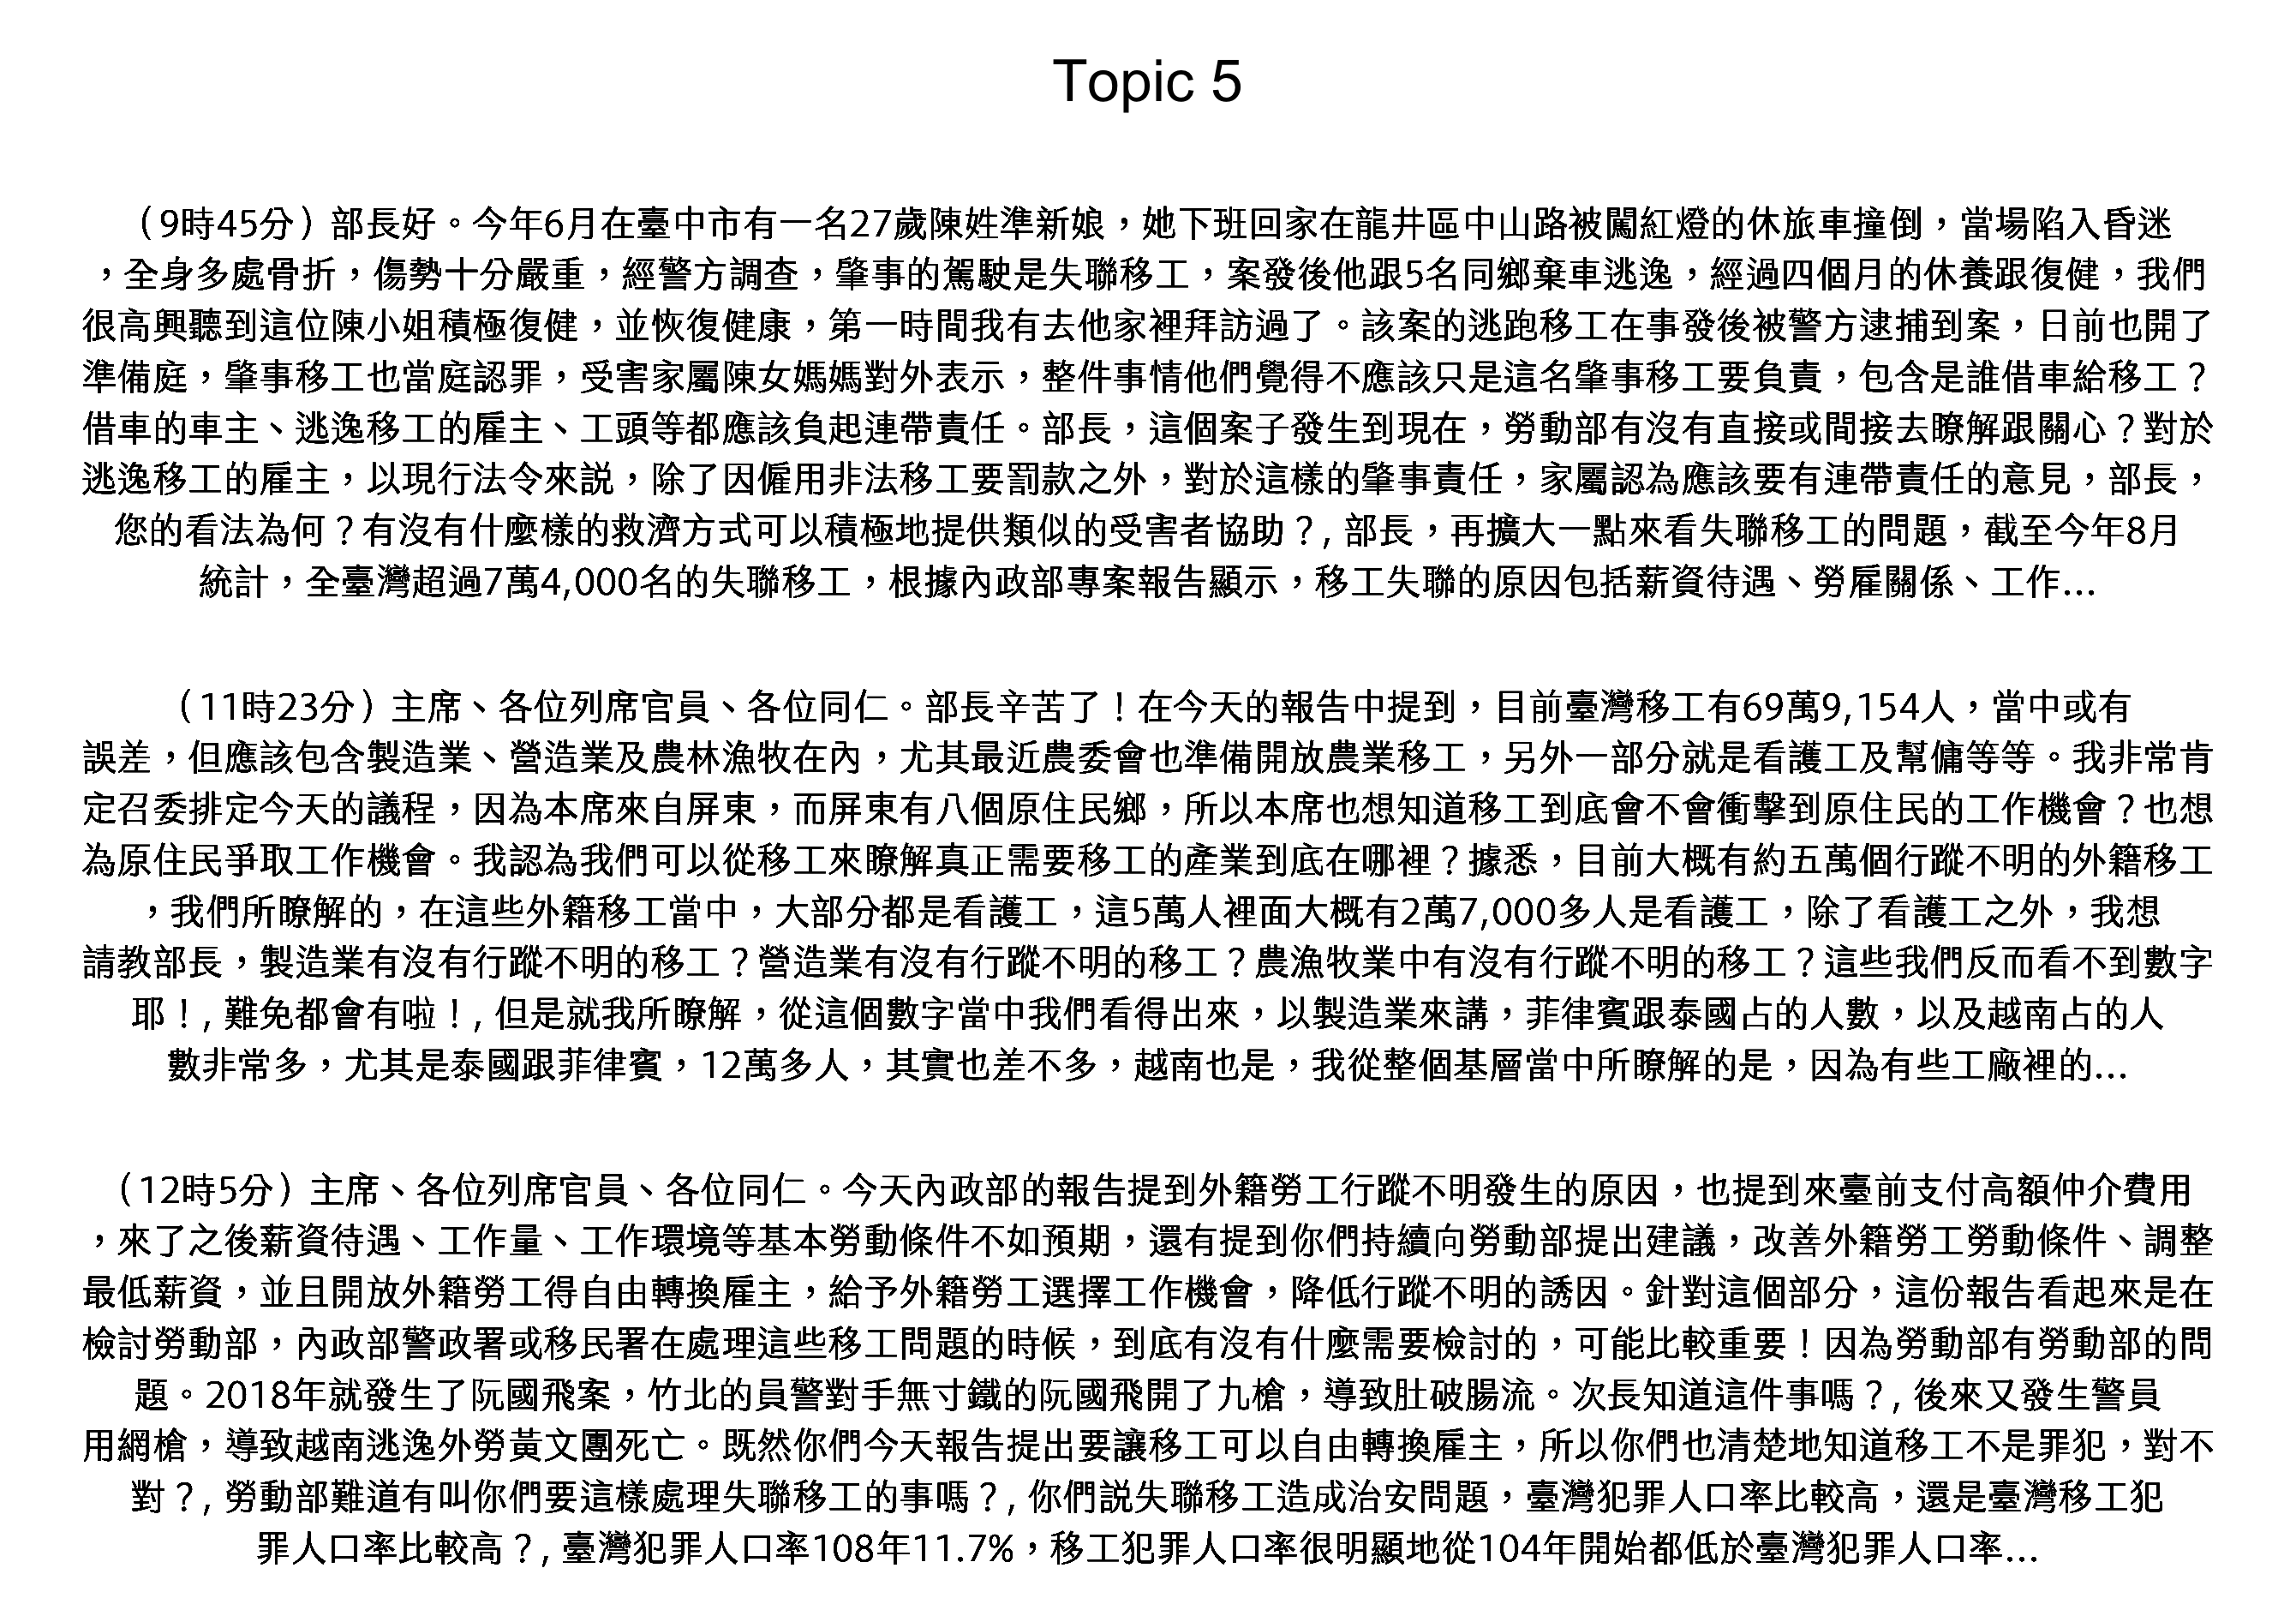 Topic 5
（9時45分）部長好。今年6月在臺中市有一名27歲陳姓準新娘，她下班回家在龍井區中山路被闖紅燈的休旅車撞倒，當場陷入昏迷
，全身多處骨折，傷勢十分嚴重，經警方調查，肇事的駕駛是失聯移工，案發後他跟5名同鄉棄車逃逸，經過四個月的休養跟復健，我們
很高興聽到這位陳小姐積極復健，並恢復健康，第一時間我有去他家裡拜訪過了。該案的逃跑移工在事發後被警方逮捕到案，日前也開了
準備庭，肇事移工也當庭認罪，受害家屬陳女媽媽對外表示，整件事情他們覺得不應該只是這名肇事移工要負責，包含是誰借車給移工？
借車的車主、逃逸移工的雇主、工頭等都應該負起連帶責任。部長，這個案子發生到現在，勞動部有沒有直接或間接去瞭解跟關心？對於
逃逸移工的雇主，以現行法令來說，除了因僱用非法移工要罰款之外，對於這樣的肇事責任，家屬認為應該要有連帶責任的意見，部長，
您的看法為何？有沒有什麼樣的救濟方式可以積極地提供類似的受害者協助？, 部長，再擴大一點來看失聯移工的問題，截至今年8月
統計，全臺灣超過7萬4,000名的失聯移工，根據內政部專案報告顯示，移工失聯的原因包括薪資待遇、勞雇關係、工作...
（11時23分）主席、各位列席官員、各位同仁。部長辛苦了！在今天的報告中提到，目前臺灣移工有69萬9,154人，當中或有
誤差，但應該包含製造業、營造業及農林漁牧在內，尤其最近農委會也準備開放農業移工，另外一部分就是看護工及幫傭等等。我非常肯
定召委排定今天的議程，因為本席來自屏東，而屏東有八個原住民鄉，所以本席也想知道移工到底會不會衝擊到原住民的工作機會？也想
為原住民爭取工作機會。我認為我們可以從移工來瞭解真正需要移工的產業到底在哪裡？據悉，目前大概有約五萬個行蹤不明的外籍移工
，我們所瞭解的，在這些外籍移工當中，大部分都是看護工，這5萬人裡面大概有2萬7,000多人是看護工，除了看護工之外，我想
請教部長，製造業有沒有行蹤不明的移工？營造業有沒有行蹤不明的移工？農漁牧業中有沒有行蹤不明的移工？這些我們反而看不到數字
耶！, 難免都會有啦！, 但是就我所瞭解，從這個數字當中我們看得出來，以製造業來講，菲律賓跟泰國占的人數，以及越南占的人
數非常多，尤其是泰國跟菲律賓，12萬多人，其實也差不多，越南也是，我從整個基層當中所瞭解的是，因為有些工廠裡的...
（12時5分）主席、各位列席官員、各位同仁。今天內政部的報告提到外籍勞工行蹤不明發生的原因，也提到來臺前支付高額仲介費用
，來了之後薪資待遇、工作量、工作環境等基本勞動條件不如預期，還有提到你們持續向勞動部提出建議，改善外籍勞工勞動條件、調整
最低薪資，並且開放外籍勞工得自由轉換雇主，給予外籍勞工選擇工作機會，降低行蹤不明的誘因。針對這個部分，這份報告看起來是在
檢討勞動部，內政部警政署或移民署在處理這些移工問題的時候，到底有沒有什麼需要檢討的，可能比較重要！因為勞動部有勞動部的問
題。2018年就發生了阮國飛案，竹北的員警對手無寸鐵的阮國飛開了九槍，導致肚破腸流。次長知道這件事嗎？, 後來又發生警員
用網槍，導致越南逃逸外勞黃文團死亡。既然你們今天報告提出要讓移工可以自由轉換雇主，所以你們也清楚地知道移工不是罪犯，對不
對？, 勞動部難道有叫你們要這樣處理失聯移工的事嗎？, 你們說失聯移工造成治安問題，臺灣犯罪人口率比較高，還是臺灣移工犯
罪人口率比較高？, 臺灣犯罪人口率108年11.7%，移工犯罪人口率很明顯地從104年開始都低於臺灣犯罪人口率...